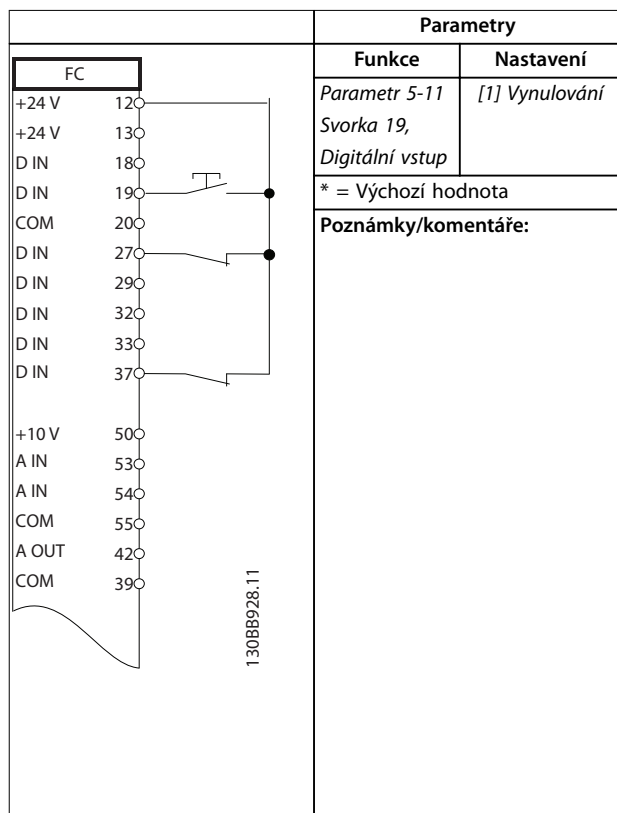 FC
+24 V 12
+24 V 13
D IN 18
D IN 19
COM 20
D IN 27
D IN 29
D IN 32
D IN 33
D IN 37
+10 V 50
A IN 53
A IN 54
COM 55
A OUT 42
COM 39
130BB928.11
Parametry
Funkce Nastavení
Parametr 5-11 [1] Vynulování
Svorka 19,
Digitální vstup
* = Výchozí hodnota
Poznámky/komentáře: